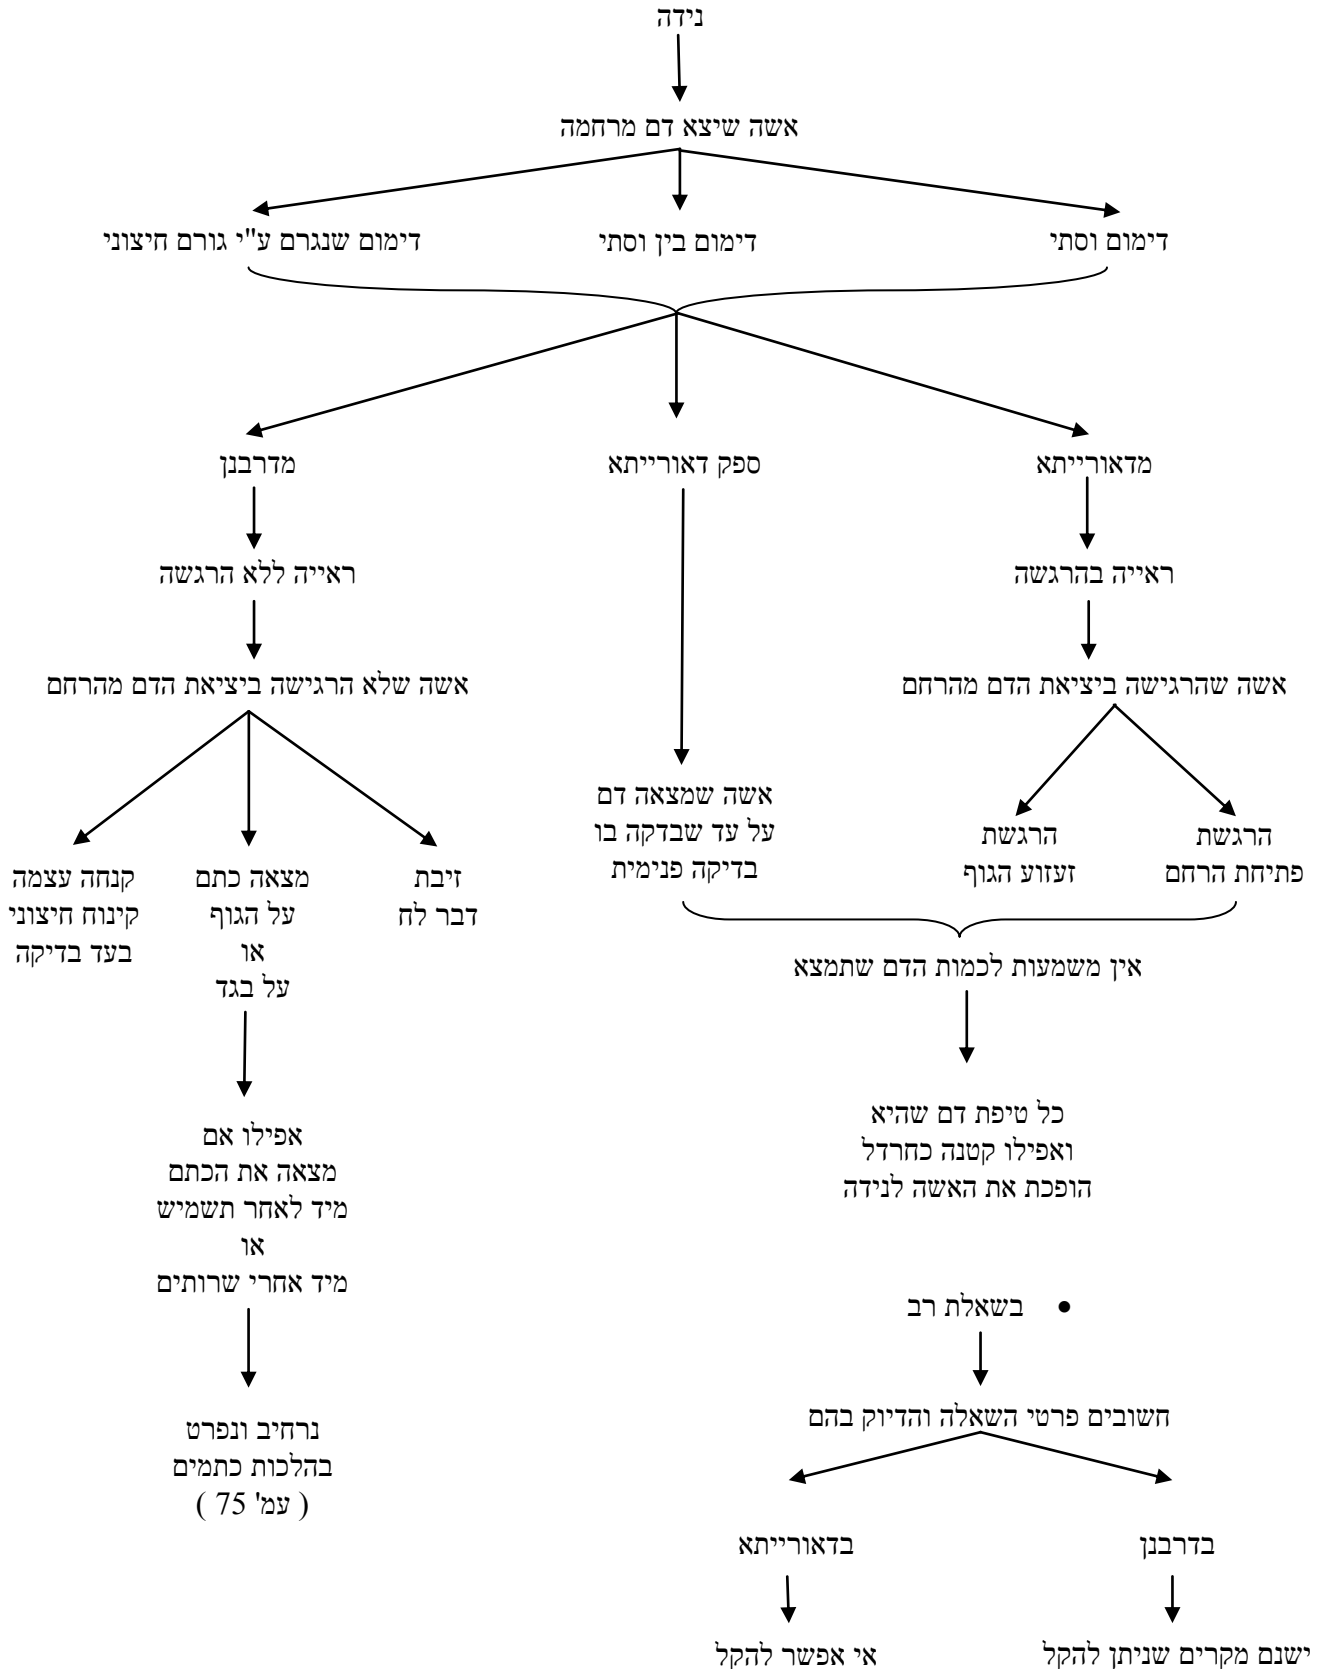 נידה
אשה שיצא דם מרחמה
דימום וסתי
דימום בין וסתי
דימום שנגרם ע"י גורם חיצוני
מדאורייתא
ספק דאורייתא
מדרבנן
ראייה בהרגשה
ראייה ללא הרגשה
אשה שהרגישה ביציאת הדם מהרחם
אשה שלא הרגישה ביציאת הדם מהרחם
הרגשת
פתיחת הרחם
הרגשת
זעזוע הגוף
אשה שמצאה דם
על עד שבדקה בו
בדיקה פנימית
זיבת
דבר לח
מצאה כתם
על הגוף
או
על בגד
קנחה עצמה
קינוח חיצוני
בעד בדיקה
אין משמעות לכמות הדם שתמצא
כל טיפת דם שהיא
ואפילו קטנה כחרדל
הופכת את האשה לנידה
אפילו אם
מצאה את הכתם
מיד לאחר תשמיש
או
מיד אחרי שרותים
נרחיב ונפרט
בהלכות כתמים
( עמ' 75 )
• בשאלת רב
חשובים פרטי השאלה והדיוק בהם
בדרבנן
בדאורייתא
ישנם מקרים שניתן להקל
אי אפשר להקל